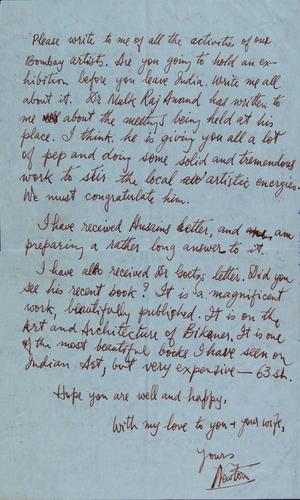 Please write to me of all the activities of our
Bombay artists. Are you going to hold an ex-
hibition before you leave India. Write me all
about it. Dr Mulk Raj Anand has written to
me about the meetings being held at his
place. I think he is giving you all a lot
of pep and doing some solid and tremendous
work to stir the local artistic energies
We must congratulate him.
I have received Husains letter, and am
preparing a rather long answer to it.
I have also received Dr Goetzs letter. Did you
see his recent book? It is a magnificent
work, beautifully published. It is on the
Art and Architecture of Bikaner. It is one
of the most beautiful books I have seen on
Indian Art, but very expensive — 63 sh.
Hope you are well and happy.
With my love to you + your wife,
Yours
Newton